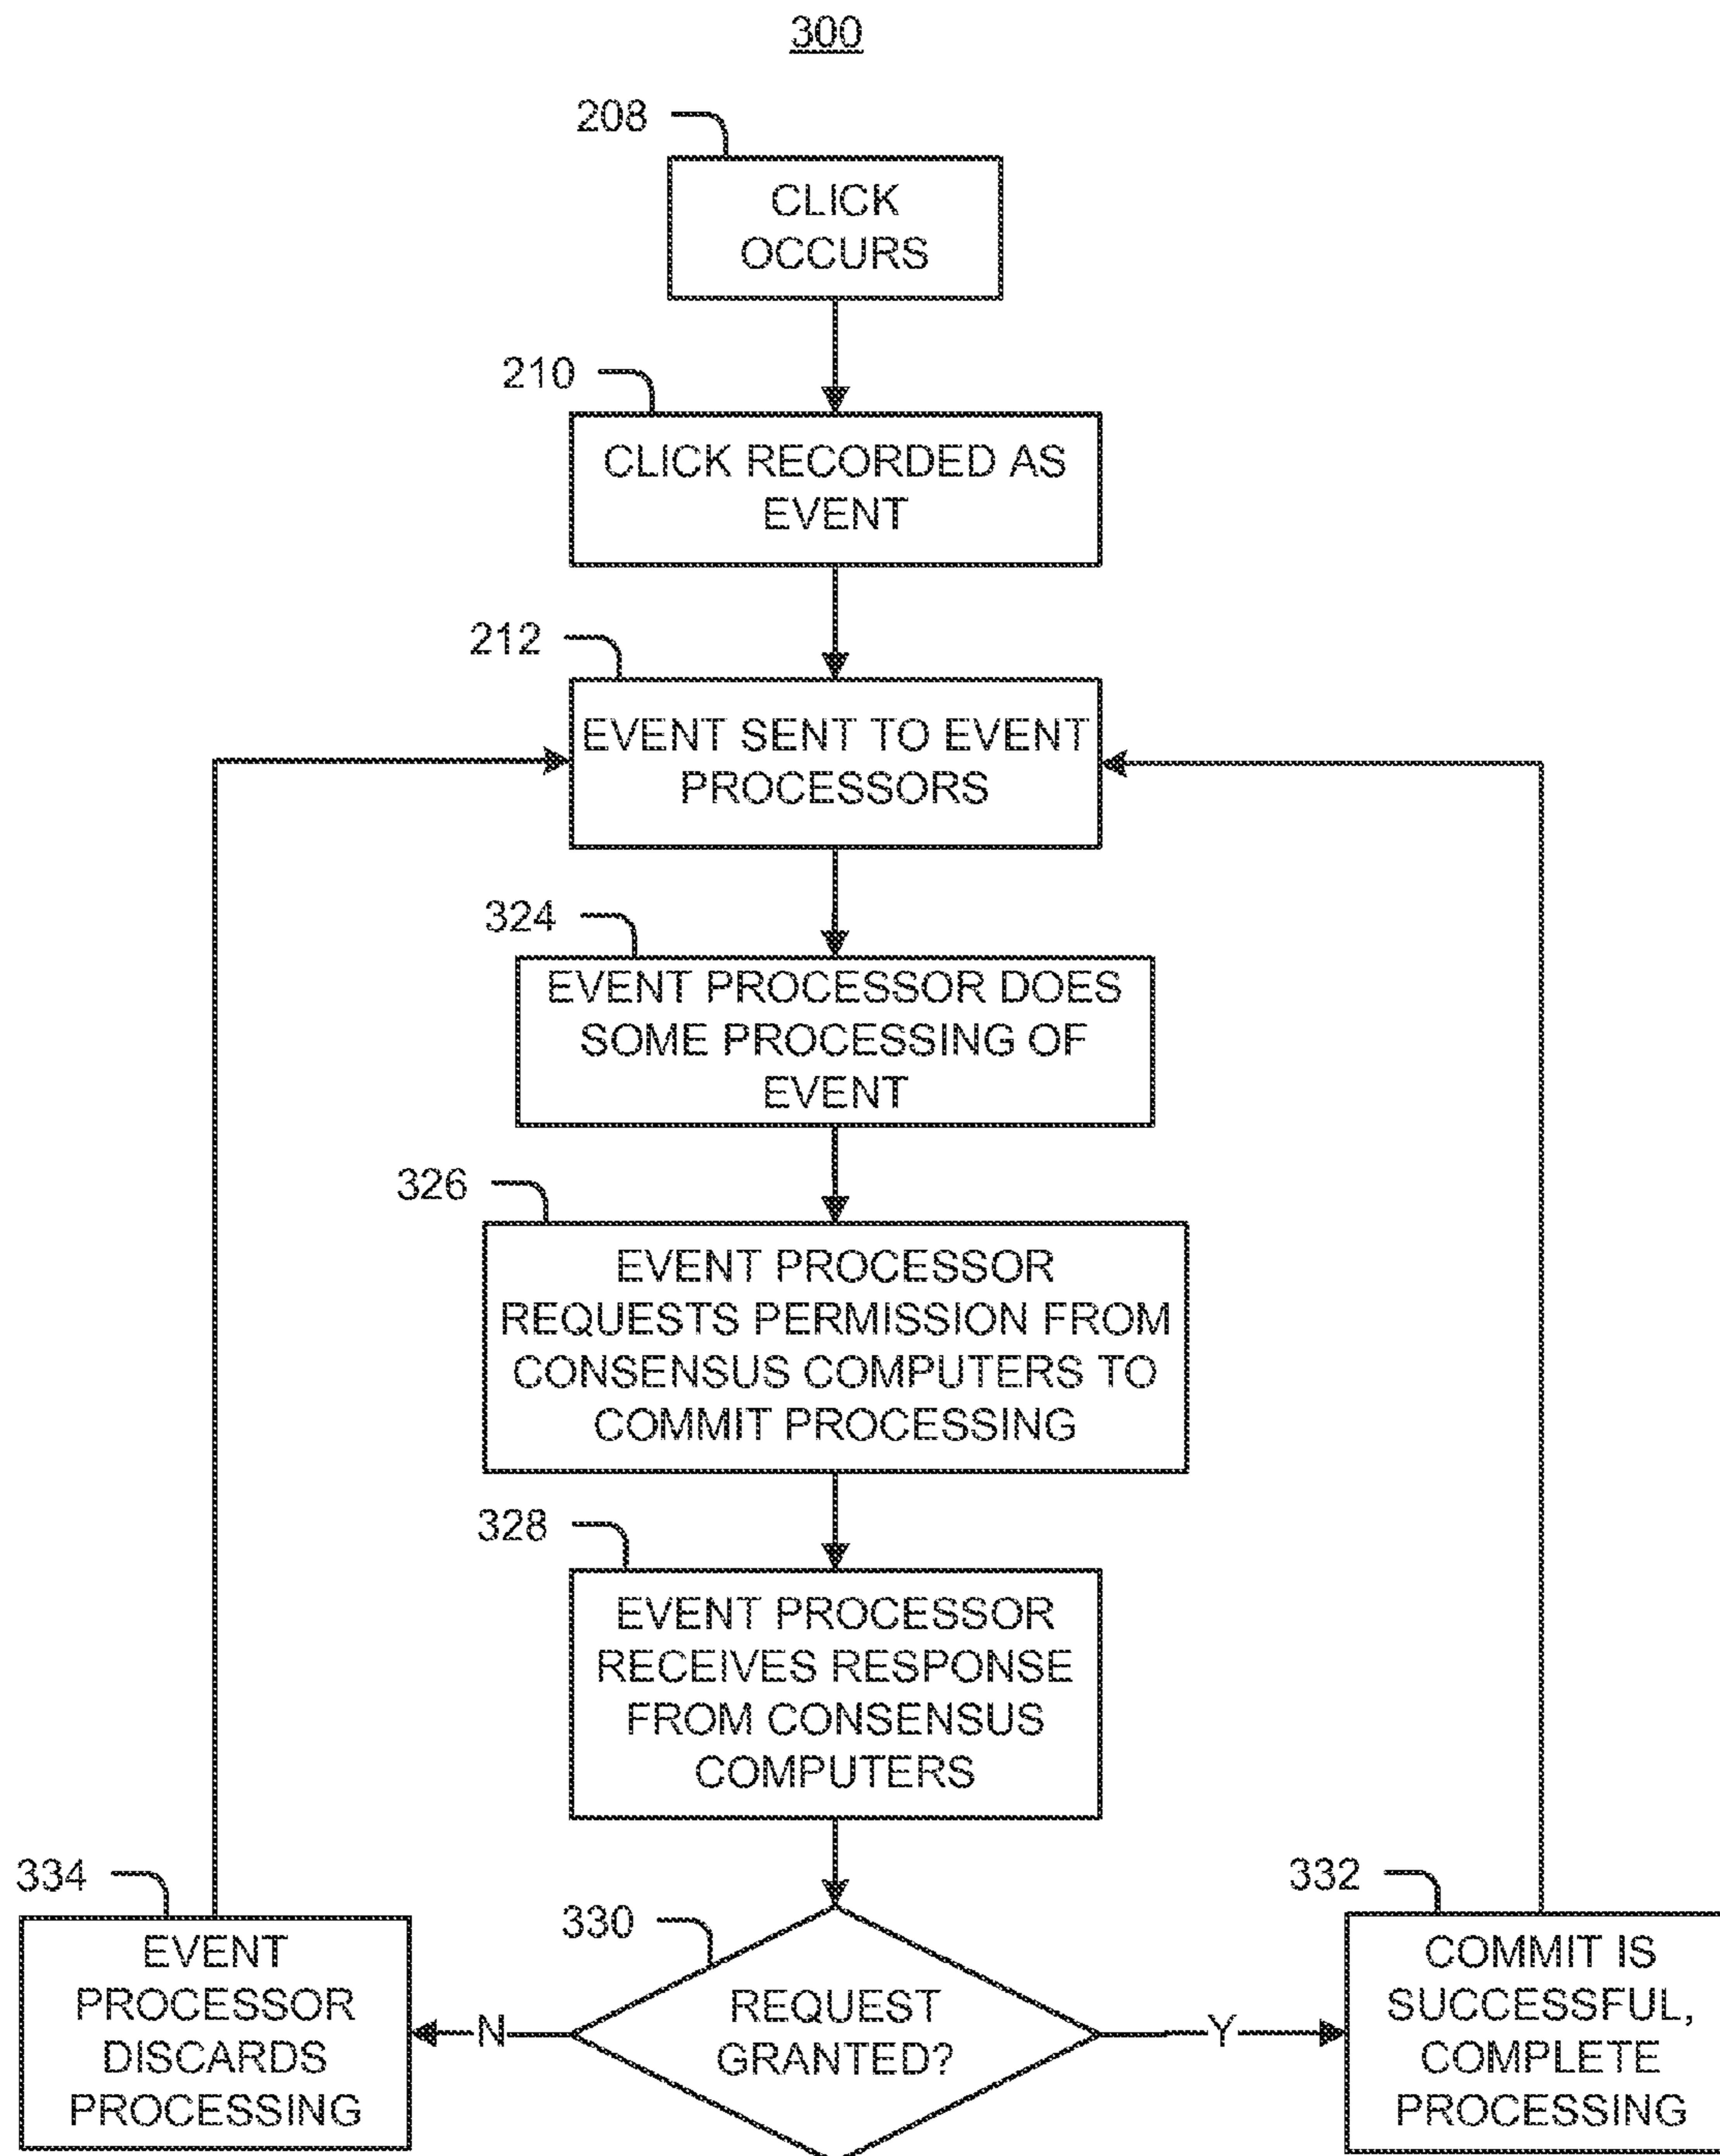 300
208
CLICK
OCCURS
210
CLICK RECORDED AS
EVENT
212
EVENT SENT TO EVENT
PROCESSORS
324
EVENT PROCESSOR DOES
SOME PROCESSING OF
EVENT
326
EVENT PROCESSOR
REQUESTS PERMISSION FROM
CONSENSUS COMPUTERS TO
COMMIT PROCESSING
328
EVENT PROCESSOR
RECEIVES RESPONSE
FROM CONSENSUS
COMPUTERS
334
EVENT
PROCESSOR
DISCARDS
PROCESSING
N
330
REQUEST
GRANTED?
Y
332
COMMIT IS
SUCCESSFUL,
COMPLETE
PROCESSING